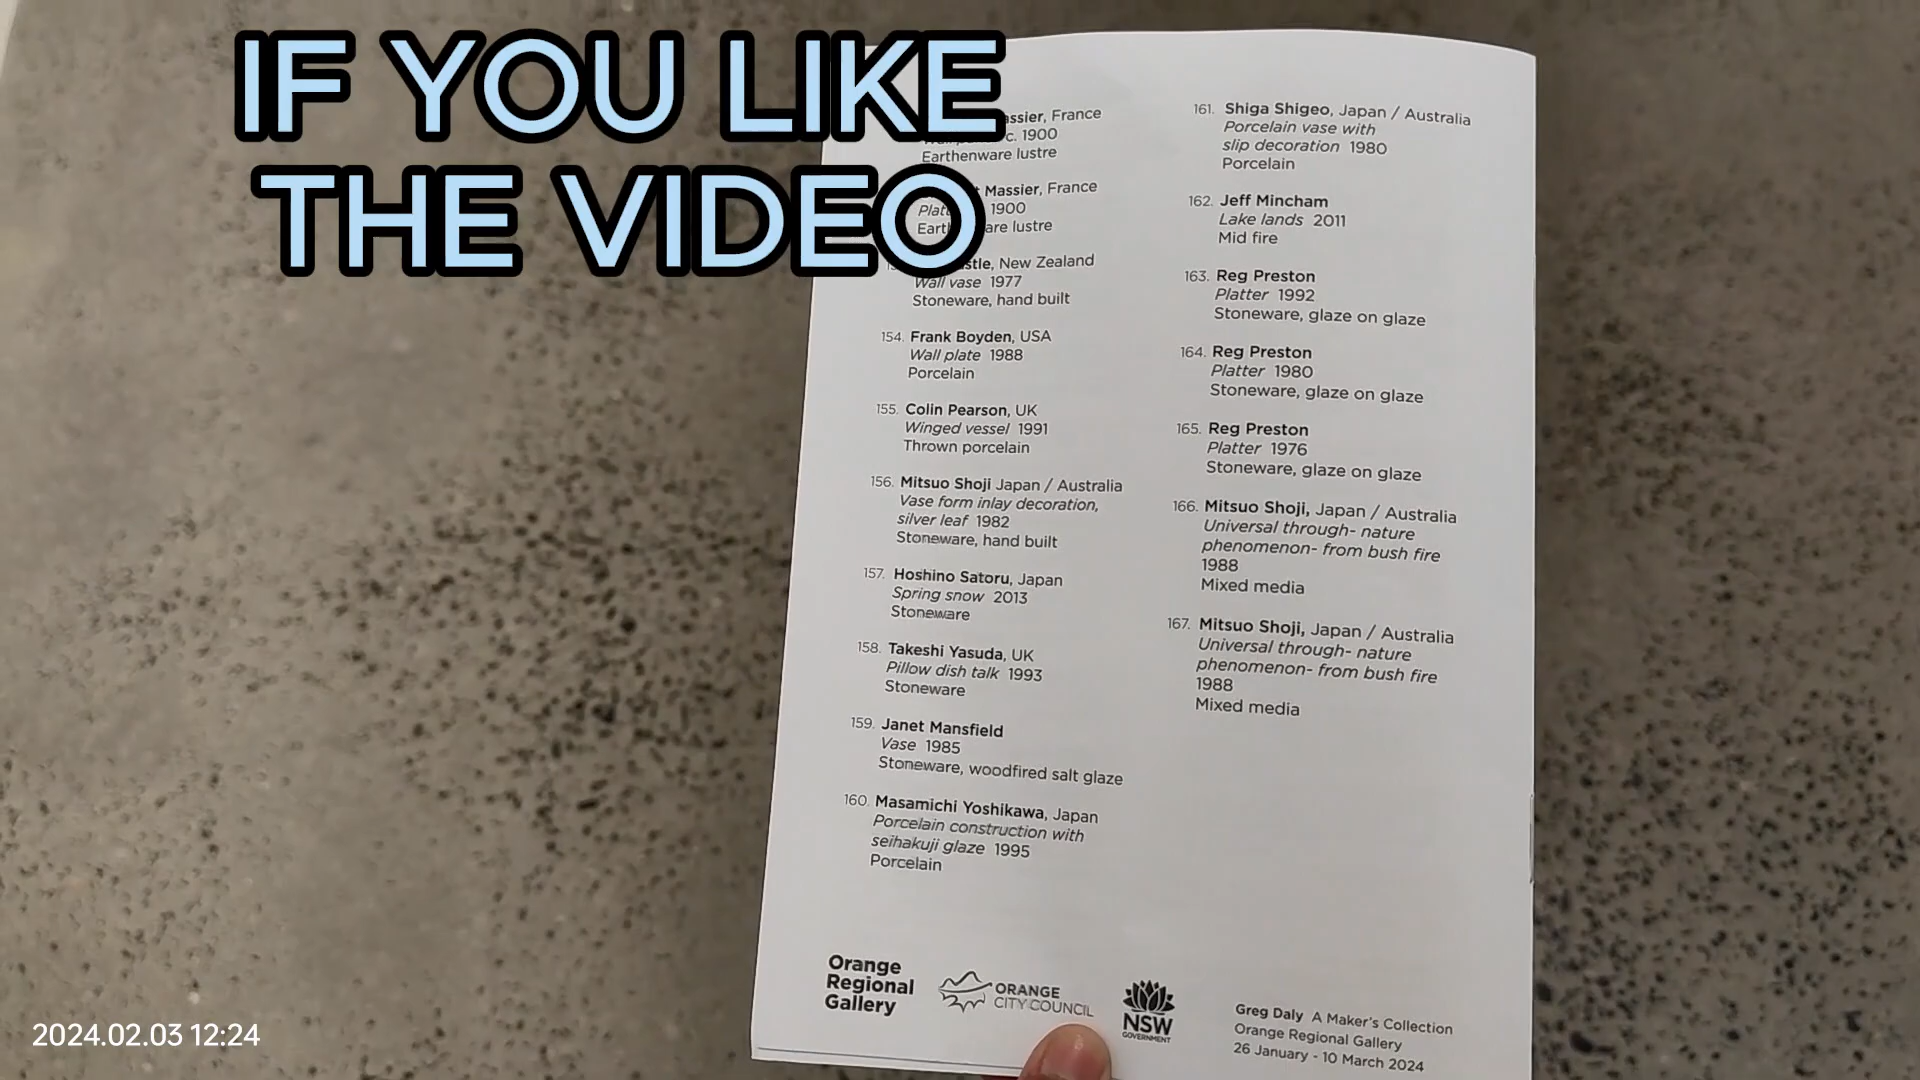 IF YOU LIKE
THE VIDEO
France
c. 1900
Earthenware lustre
Massier, France
1900
lustre
New Zealand
Wall vase 1977
Stoneware, hand built
154. Frank Boyden, USA
Wall plate 1988
Porcelain
155. Colin Pearson, UK
Winged vessel 1991
Thrown porcelain
156. Mitsuo Shoji Japan / Australia
Vase form inlay decoration,
silver leaf 1982
Stoneware, hand built
157. Hoshino Satoru, Japan
Spring snow 2013
Stoneware
158. Takeshi Yasuda, UK
Pillow dish talk 1993
Stoneware
159. Janet Mansfield
Vase 1985
Stoneware, woodfired salt glaze
160. Masamichi Yoshikawa, Japan
Porcelain construction with
seihakuji glaze 1995
Porcelain
161. Shiga Shigeo, Japan / Australia
Porcelain vase with
slip decoration 1980
Porcelain
162. Jeff Mincham
Lake lands 2011
Mid fire
163. Reg Preston
Platter 1992
Stoneware, glaze on glaze
164. Reg Preston
Platter 1980
Stoneware, glaze on glaze
165. Reg Preston
Platter 1976
Stoneware, glaze on glaze
166. Mitsuo Shoji, Japan / Australia
Universal through- nature
phenomenon- from bush fire
1988
Mixed media
167. Mitsuo Shoji, Japan / Australia
Universal through- nature
phenomenon- from bush fire
1988
Mixed media
Orange
Regional
Gallery
ORANGE
CITY COUNCIL
NSW
GOVERNMENT
Greg Daly A Maker's Collection
Orange Regional Gallery
26 January - 10 March 2024
2024.02.03 12:24